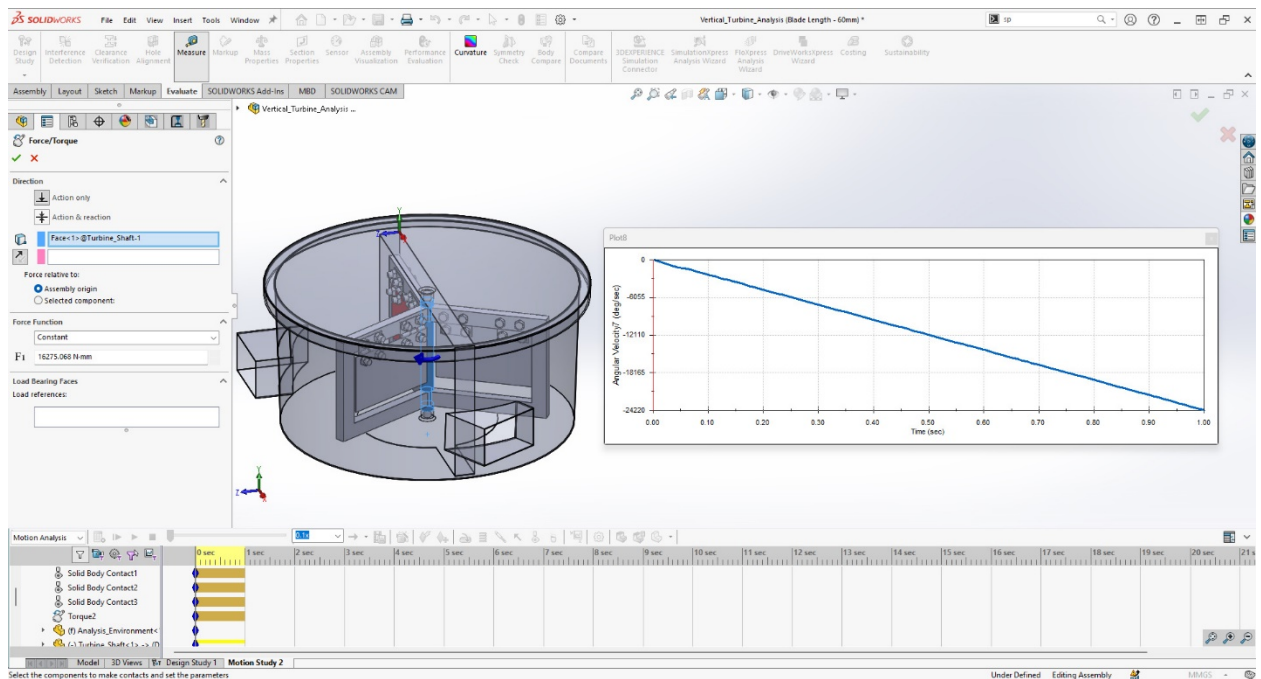 SOLIDWORKS File Edit View Insert Tools Window
Vertical_Turbine_Analysis (Blade Length - 60mm) *
sp
Design Study
Interference Detection
Clearance Verification
Hole Alignment
Measure
Markup
Mass Properties
Section Properties
Sensor
Assembly Visualization
Performance Evaluation
Curvature
Symmetry Check
Body Compare
Compare Documents
3DEXPERIENCE Simulation Connector
SimulationXpress Analysis Wizard
FloXpress Analysis Wizard
DriveWorksXpress Wizard
Costing
Sustainability
Assembly Layout Sketch Markup Evaluate SOLIDWORKS Add-Ins MBD SOLIDWORKS CAM
Vertical_Turbine_Analysis ...
Force/Torque
Direction
Action only
Action & reaction
Face<1>@Turbine_Shaft-1
Force relative to:
Assembly origin
Selected component:
Force Function
Constant
F1 16275.068 N-mm
Load Bearing Faces
Load references:
Y
Z
Y
Z
X
Plot8
Angular Velocity7 (deg/sec)
0
-6055
-12110
-18165
-24220
0.00 0.10 0.20 0.30 0.40 0.50 0.60 0.70 0.80 0.90 1.00
Time (sec)
Motion Analysis
0.1x
0 sec 1 sec 2 sec 3 sec 4 sec 5 sec 6 sec 7 sec 8 sec 9 sec 10 sec 11 sec 12 sec 13 sec 14 sec 15 sec 16 sec 17 sec 18 sec 19 sec 20 sec 21 s
Solid Body Contact1
Solid Body Contact2
Solid Body Contact3
Torque2
(f) Analysis_Environment<
(-) Turbine_Shaft<1> -> (D
Model 3D Views Design Study 1 Motion Study 2
Select the components to make contacts and set the parameters
Under Defined Editing Assembly MMGS